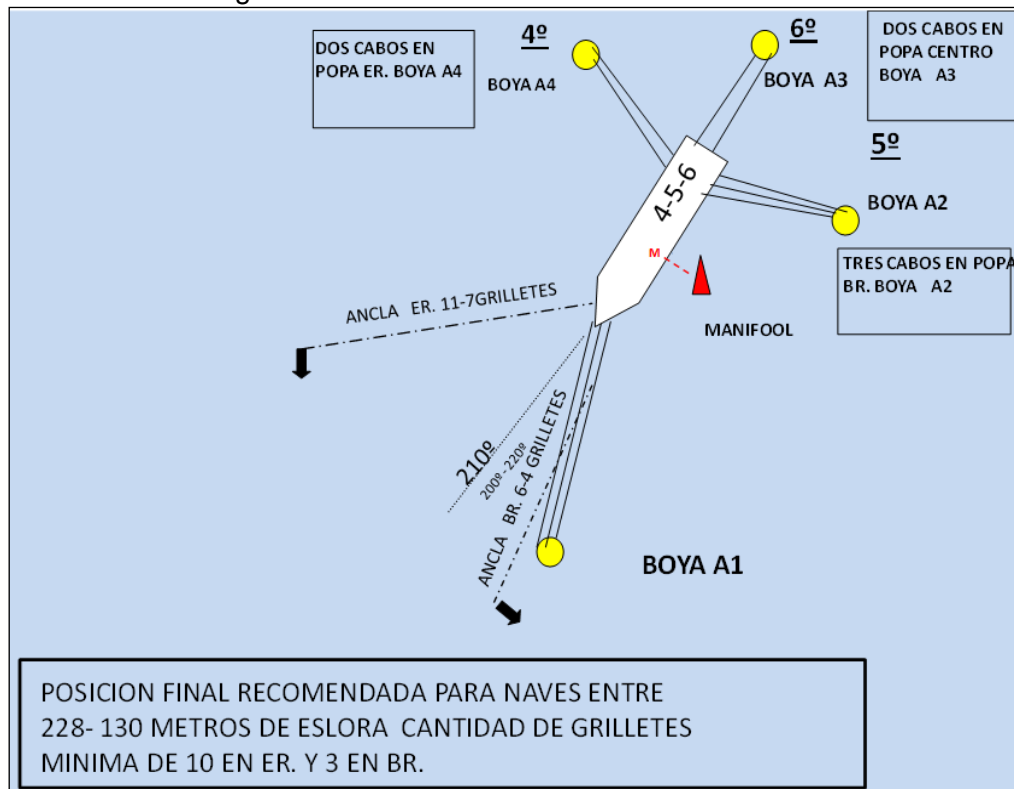 4º
6º
DOS CABOS EN
POPA ER. BOYA A4
BOYA A4
BOYA A3
DOS CABOS EN
POPA CENTRO
BOYA A3
5º
4-5-6
BOYA A2
TRES CABOS EN POPA
BR. BOYA A2
M
MANIFOOL
ANCLA ER. 11-7GRILLETES
210º
200º - 220º
ANCLA BR. 6-4 GRILLETES
BOYA A1
POSICION FINAL RECOMENDADA PARA NAVES ENTRE
228- 130 METROS DE ESLORA CANTIDAD DE GRILLETES
MINIMA DE 10 EN ER. Y 3 EN BR.